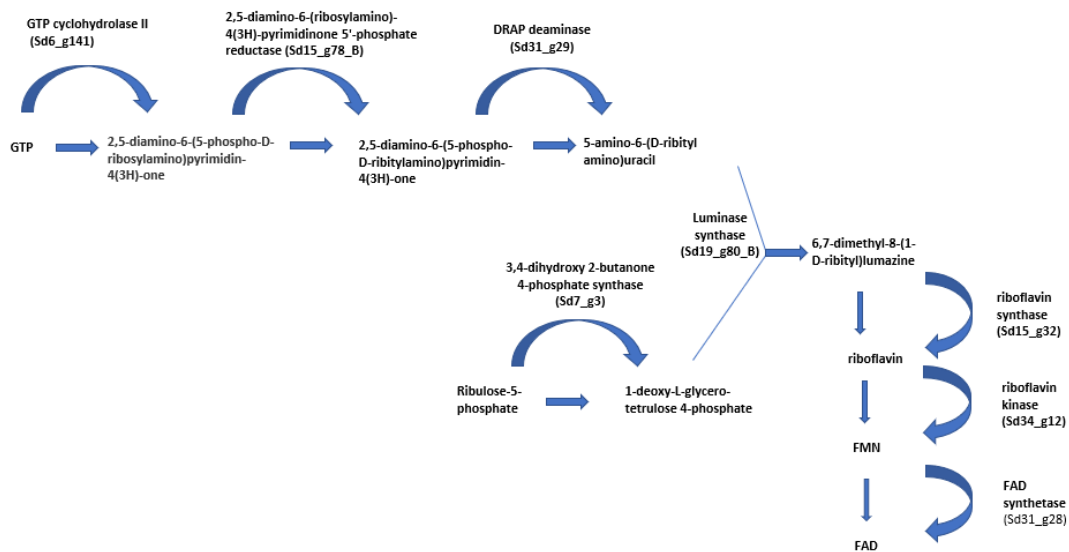 GTP cyclohydrolase II
(Sd6_g141)
2,5-diamino-6-(ribosylamino)-
4(3H)-pyrimidinone 5'-phosphate
reductase (Sd15_g78_B)
DRAP deaminase
(Sd31_g29)
GTP
2,5-diamino-6-(5-phospho-D-
ribosylamino)pyrimidin-
4(3H)-one
2,5-diamino-6-(5-phospho-
D-ribitylamino)pyrimidin-
4(3H)-one
5-amino-6-(D-ribityl
amino)uracil
Luminase
synthase
(Sd19_g80_B)
6,7-dimethyl-8-(1-
D-ribityl)lumazine
3,4-dihydroxy 2-butanone
4-phosphate synthase
(Sd7_g3)
riboflavin
synthase
(Sd15_g32)
riboflavin
Ribulose-5-
phosphate
1-deoxy-L-glycero-
tetrulose 4-phosphate
riboflavin
kinase
(Sd34_g12)
FMN
FAD
synthetase
(Sd31_g28)
FAD